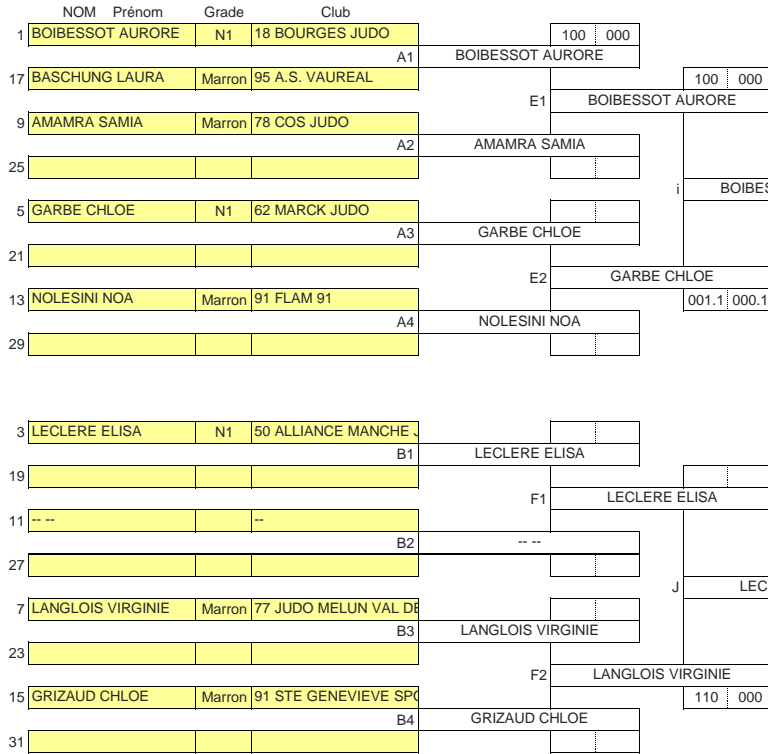 NOM Prénom Grade Club
1 BOIBESSOT AURORE N1 18 BOURGES JUDO 100 000
A1 BOIBESSOT AURORE
17 BASCHUNG LAURA Marron 95 A.S. VAUREAL 100 000
E1 BOIBESSOT AURORE
9 AMAMRA SAMIA Marron 78 COS JUDO
A2 AMAMRA SAMIA
25
i BOIBES
5 GARBE CHLOE N1 62 MARCK JUDO
A3 GARBE CHLOE
21
E2 GARBE CHLOE
13 NOLESINI NOA Marron 91 FLAM 91 001.1 000.1
A4 NOLESINI NOA
29
3 LECLERE ELISA N1 50 ALLIANCE MANCHE J
B1 LECLERE ELISA
19
F1 LECLERE ELISA
11 -- -- --
B2 -- --
27
J LEC
7 LANGLOIS VIRGINIE Marron 77 JUDO MELUN VAL DE
B3 LANGLOIS VIRGINIE
23
F2 LANGLOIS VIRGINIE
15 GRIZAUD CHLOE Marron 91 STE GENEVIEVE SPO 110 000
B4 GRIZAUD CHLOE
31